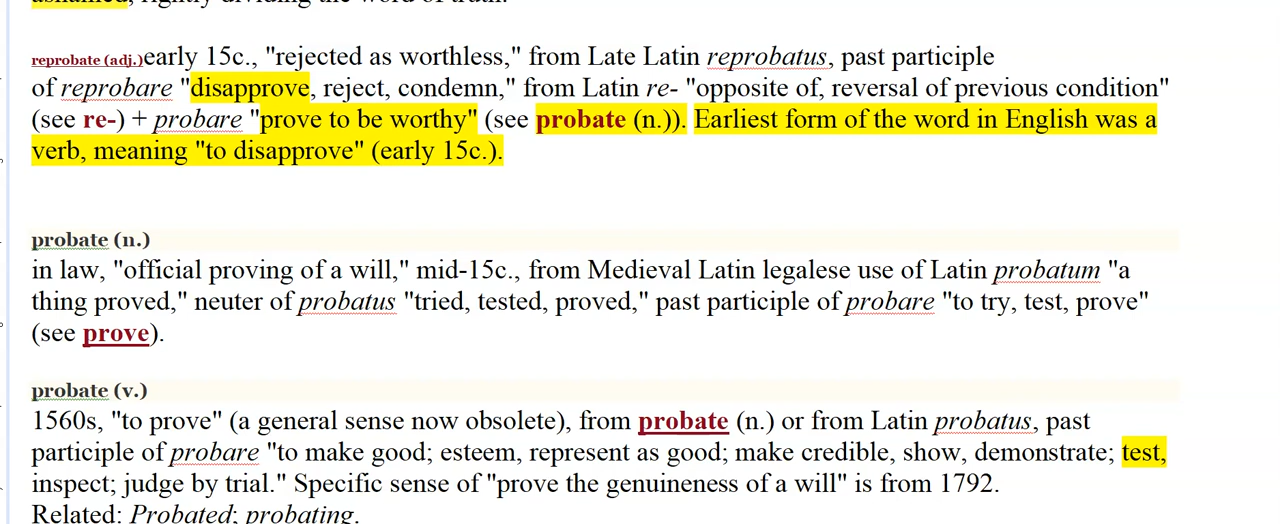 ashamed, rightly dividing the word of truth.
reprobate (adj.)early 15c., "rejected as worthless," from Late Latin reprobatus, past participle
of reprobare "disapprove, reject, condemn," from Latin re- "opposite of, reversal of previous condition"
(see re-) + probare "prove to be worthy" (see probate (n.)). Earliest form of the word in English was a
verb, meaning "to disapprove" (early 15c.).
probate (n.)
in law, "official proving of a will," mid-15c., from Medieval Latin legalese use of Latin probatum "a
thing proved," neuter of probatus "tried, tested, proved," past participle of probare "to try, test, prove"
(see prove).
probate (v.)
1560s, "to prove" (a general sense now obsolete), from probate (n.) or from Latin probatus, past
participle of probare "to make good; esteem, represent as good; make credible, show, demonstrate; test,
inspect; judge by trial." Specific sense of "prove the genuineness of a will" is from 1792.
Related: Probated; probating.